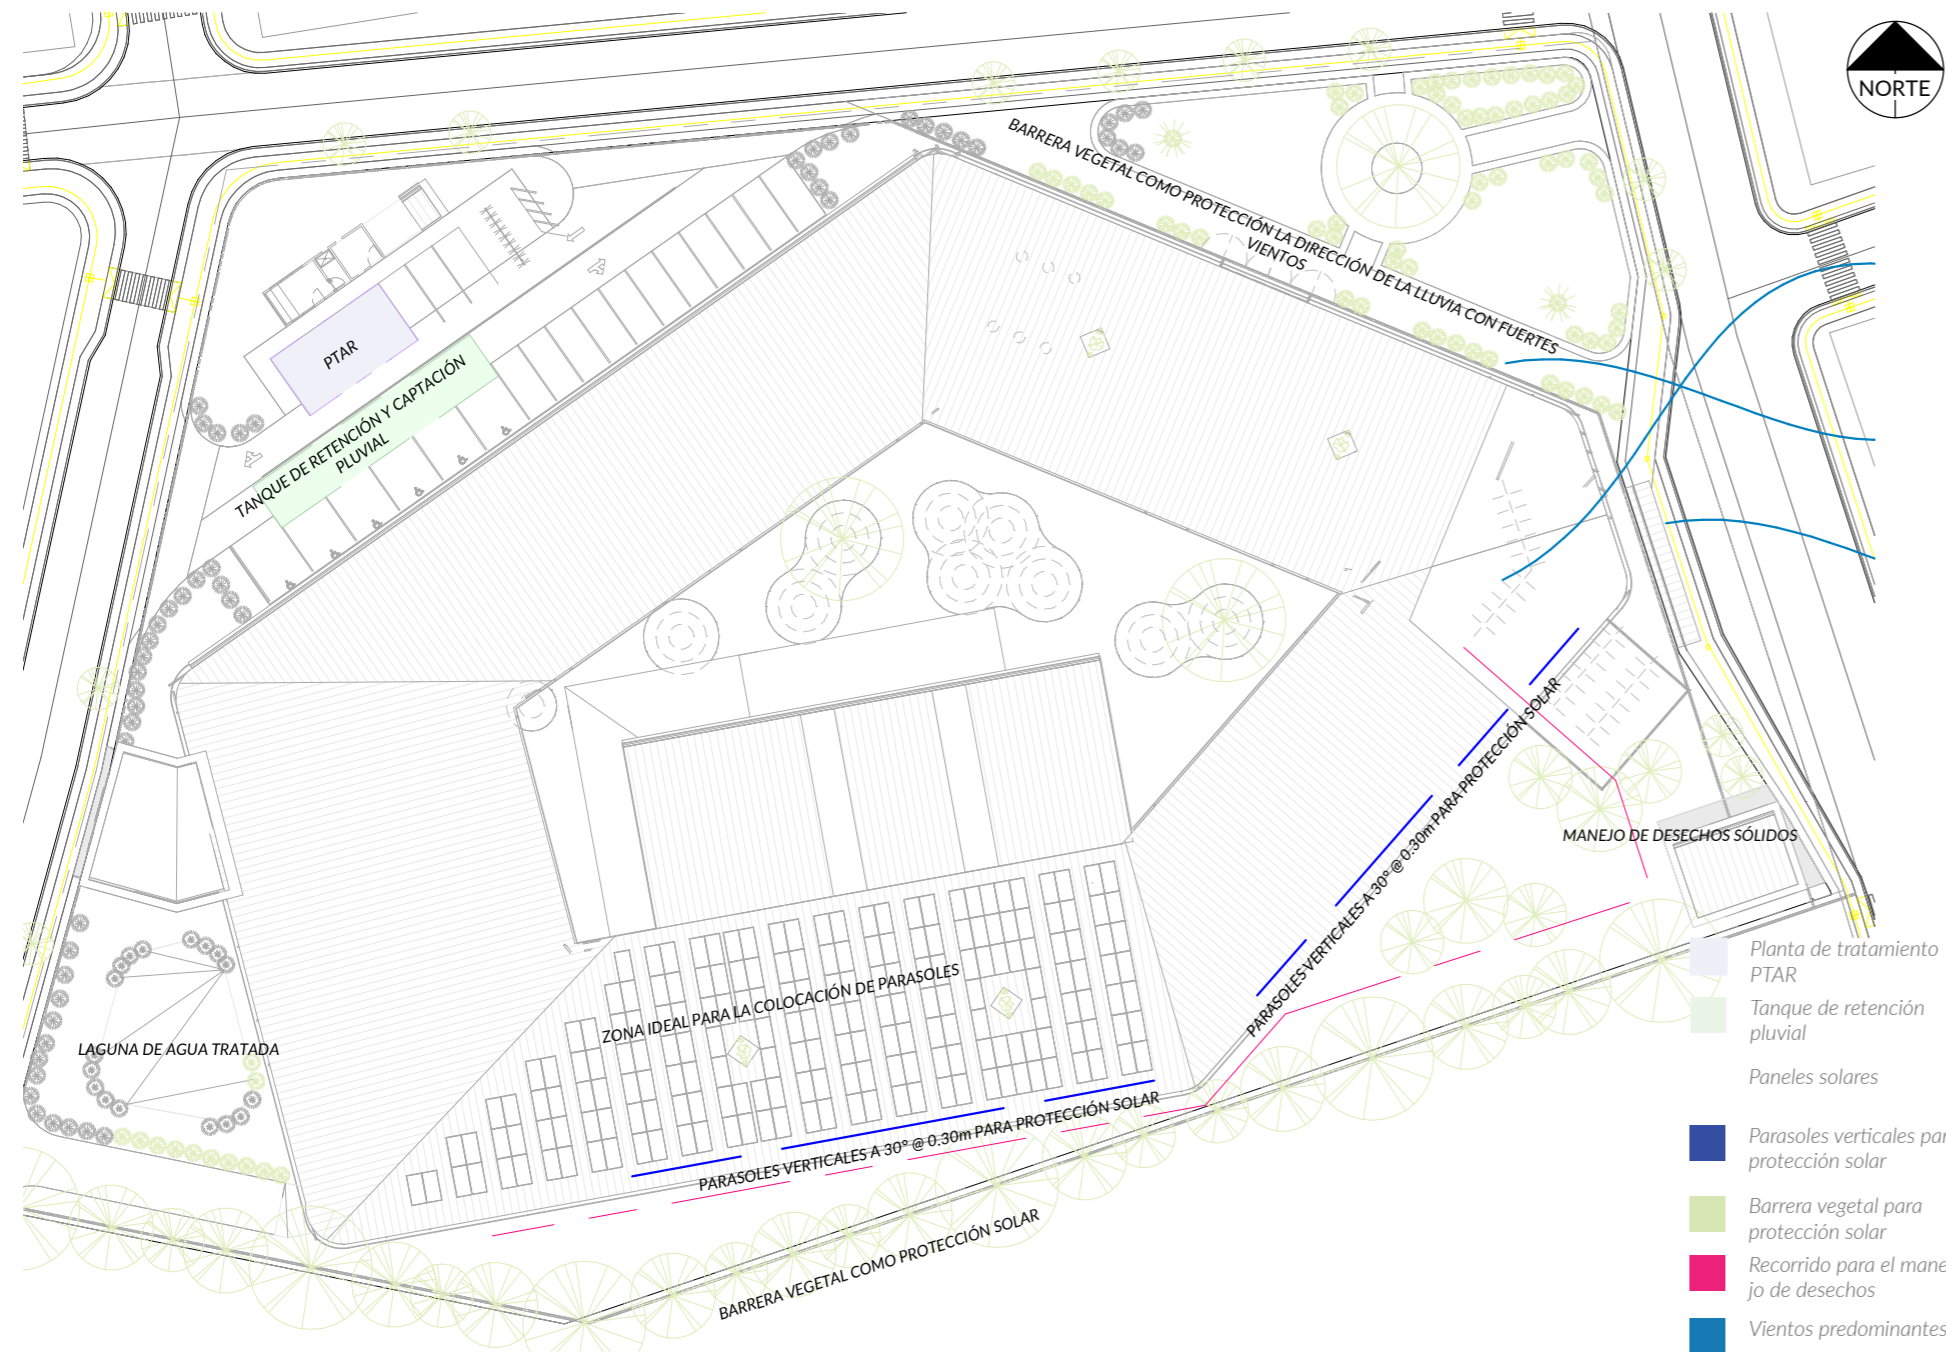 NORTE
BARRERA VEGETAL COMO PROTECCIÓN LA DIRECCIÓN DE LA LLUVIA CON FUERTES
VIENTOS
PTAR
TANQUE DE RETENCIÓN Y CAPTACIÓN
PLUVIAL
PARASOLES VERTICALES A 30° @ 0.30m PARA PROTECCIÓN SOLAR
MANEJO DE DESECHOS SÓLIDOS
ZONA IDEAL PARA LA COLOCACIÓN DE PARASOLES
LAGUNA DE AGUA TRATADA
PARASOLES VERTICALES A 30° @ 0.30m PARA PROTECCIÓN SOLAR
BARRERA VEGETAL COMO PROTECCIÓN SOLAR
Planta de tratamiento
PTAR
Tanque de retención
pluvial
Paneles solares
Parasoles verticales par
protección solar
Barrera vegetal para
protección solar
Recorrido para el mane
jo de desechos
Vientos predominantes